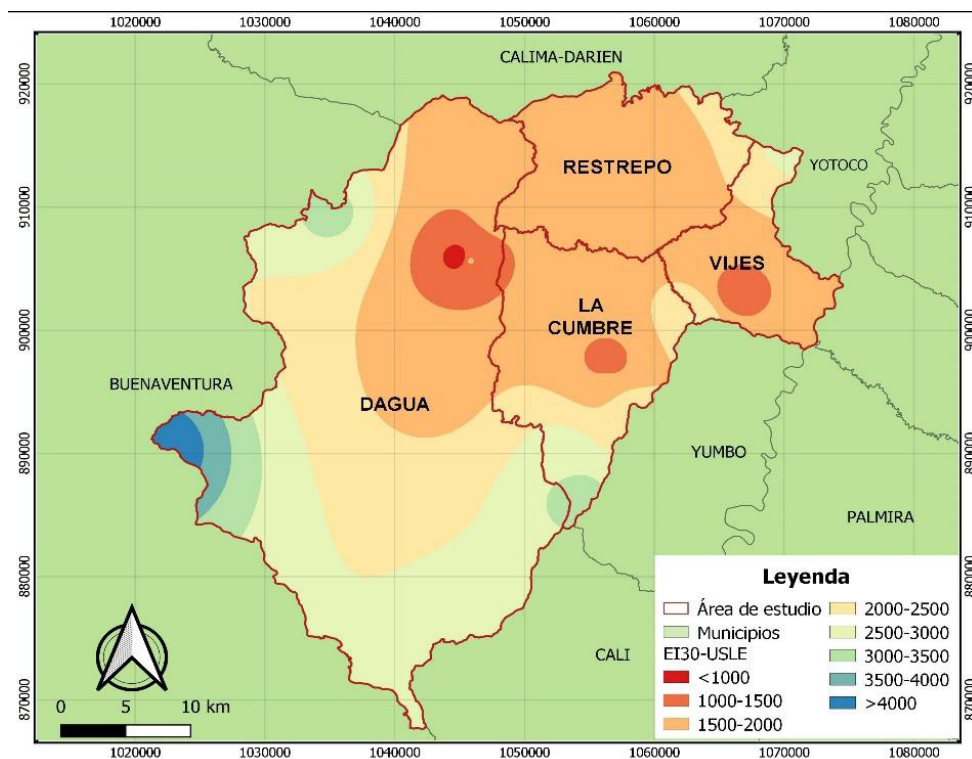 1020000 1030000 1040000 1050000 1060000 1070000 1080000
920000 920000
910000 910000
900000 900000
890000 890000
880000 880000
870000 870000
CALIMA-DARIEN
RESTREPO
YOTOCO
VIJES
LA
CUMBRE
BUENAVENTURA
DAGUA
YUMBO
PALMIRA
CALI
Leyenda
Área de estudio
Municipios
EI30-USLE
<1000
1000-1500
1500-2000
2000-2500
2500-3000
3000-3500
3500-4000
>4000
0 5 10 km
1020000 1030000 1040000 1050000 1060000 1070000 1080000